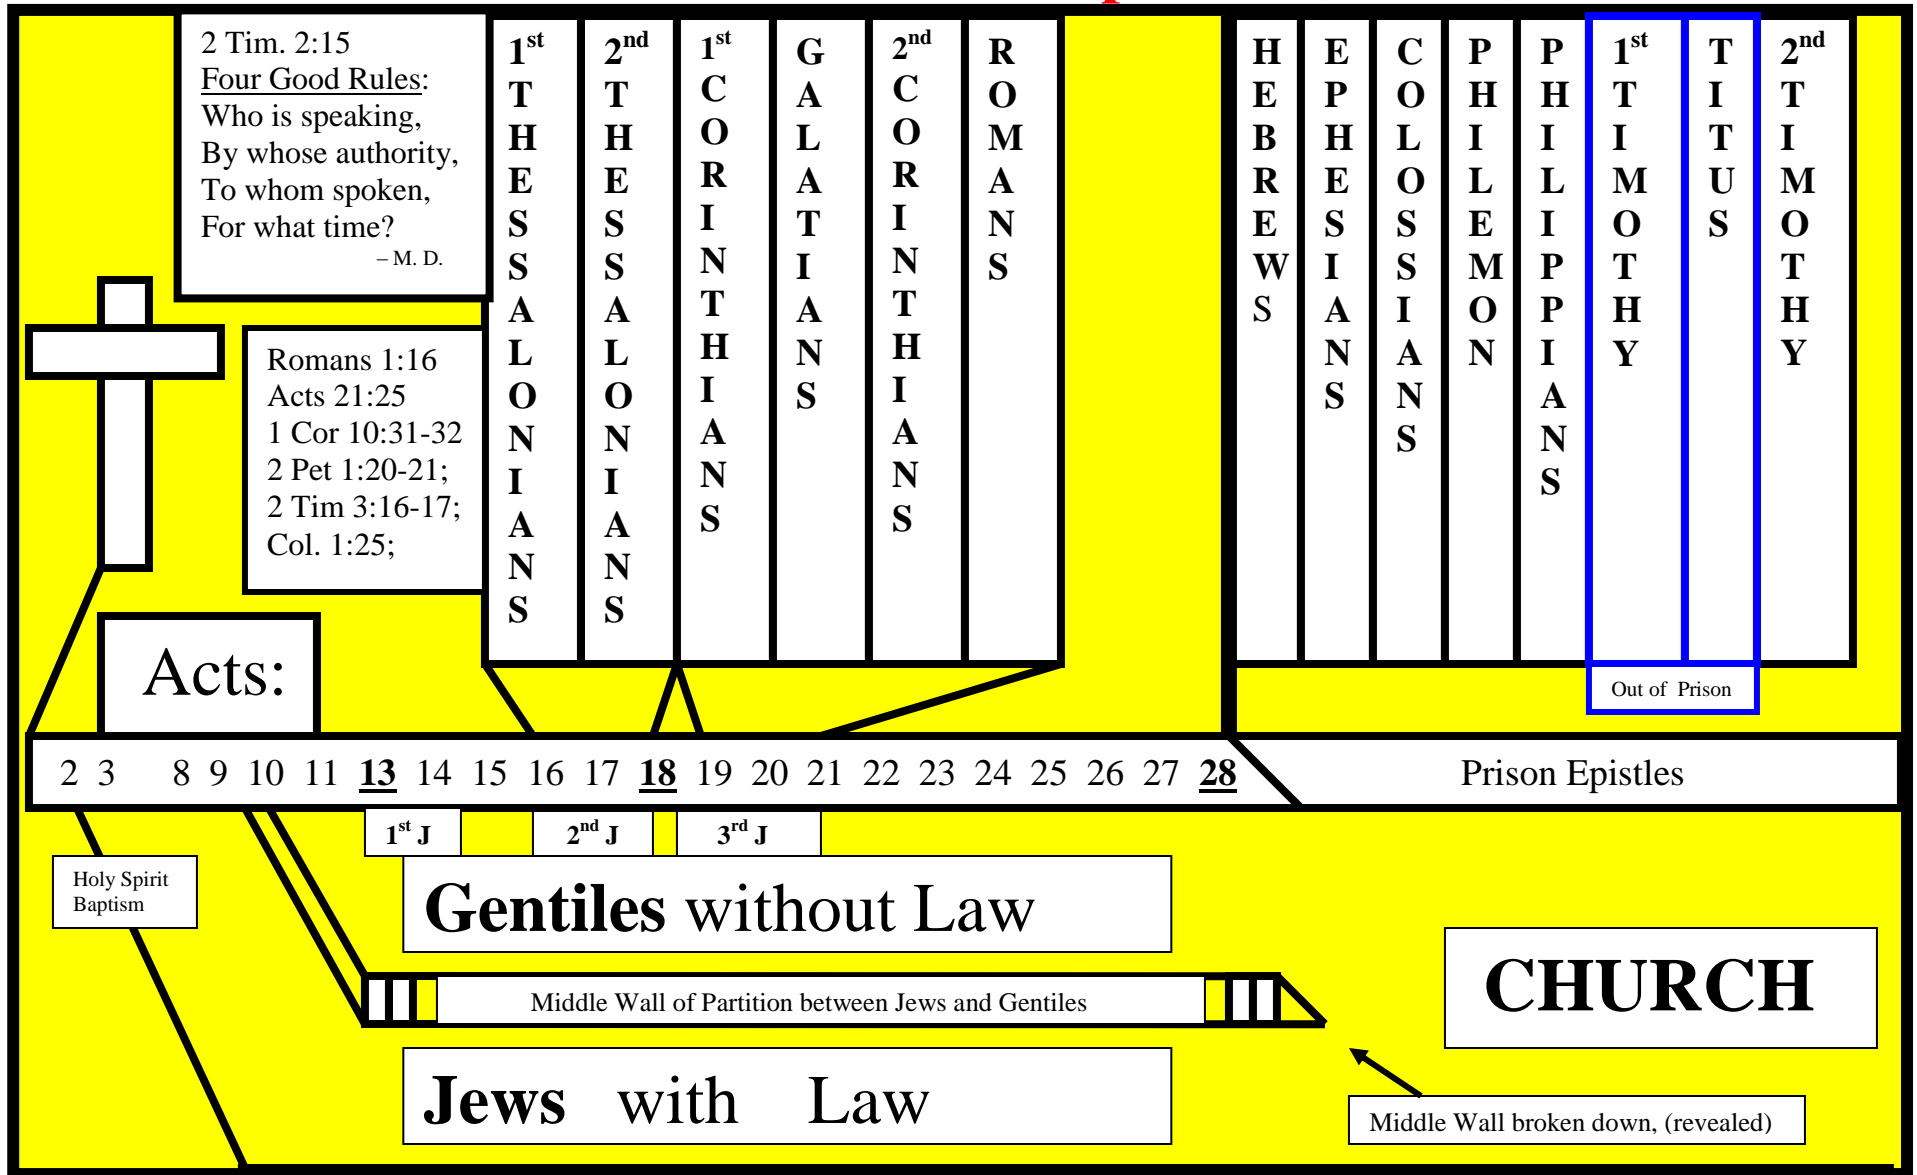 2 Tim. 2:15
Four Good Rules:
Who is speaking,
By whose authority,
To whom spoken,
For what time?
– M. D.
Romans 1:16
Acts 21:25
1 Cor 10:31-32
2 Pet 1:20-21;
2 Tim 3:16-17;
Col. 1:25;
1st THESSALONIANS
2nd THESSALONIANS
1st CORINTHIANS
GALATIANS
2nd CORINTHIANS
ROMANS
HEBREWS
EPHESIANS
COLOSSIANS
PHILEMON
PHILIPPIANS
1st TIMOTHY
TITUS
2nd TIMOTHY
Out of Prison
Acts:
2 3 8 9 10 11 13 14 15 16 17 18 19 20 21 22 23 24 25 26 27 28
Prison Epistles
1st J
2nd J
3rd J
Holy Spirit
Baptism
Gentiles without Law
Middle Wall of Partition between Jews and Gentiles
Jews with Law
CHURCH
Middle Wall broken down, (revealed)